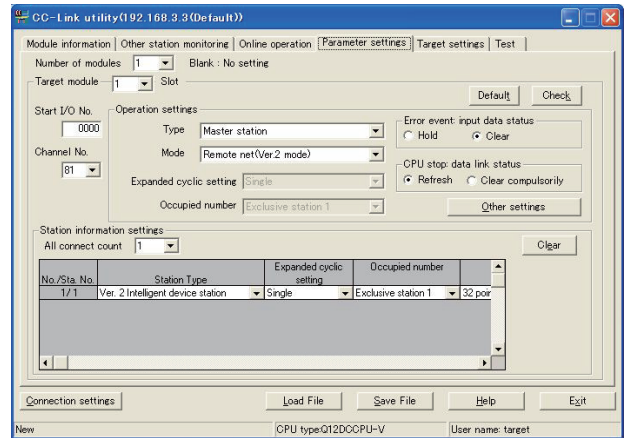 CC-Link utility(192.168.3.3(Default))
Module information Other station monitoring Online operation Parameter settings Target settings Test
Number of modules 1 Blank : No setting
Target module 1 Slot
Default Check
Start I/O No. 0000
Operation settings
Type Master station
Error event: input data status
Hold Clear
Channel No. 81
Mode Remote net(Ver.2 mode)
CPU stop: data link status
Expanded cyclic setting Single
Refresh Clear compulsorily
Occupied number Exclusive station 1
Other settings
Station information settings
All connect count 1
Clear
No./Sta. No. Station Type Expanded cyclic setting Occupied number
1/ 1 Ver. 2 Intelligent device station Single Exclusive station 1 32 poir
Connection settings Load File Save File Help Exit
New CPU type:Q12DCCPU-V User name: target